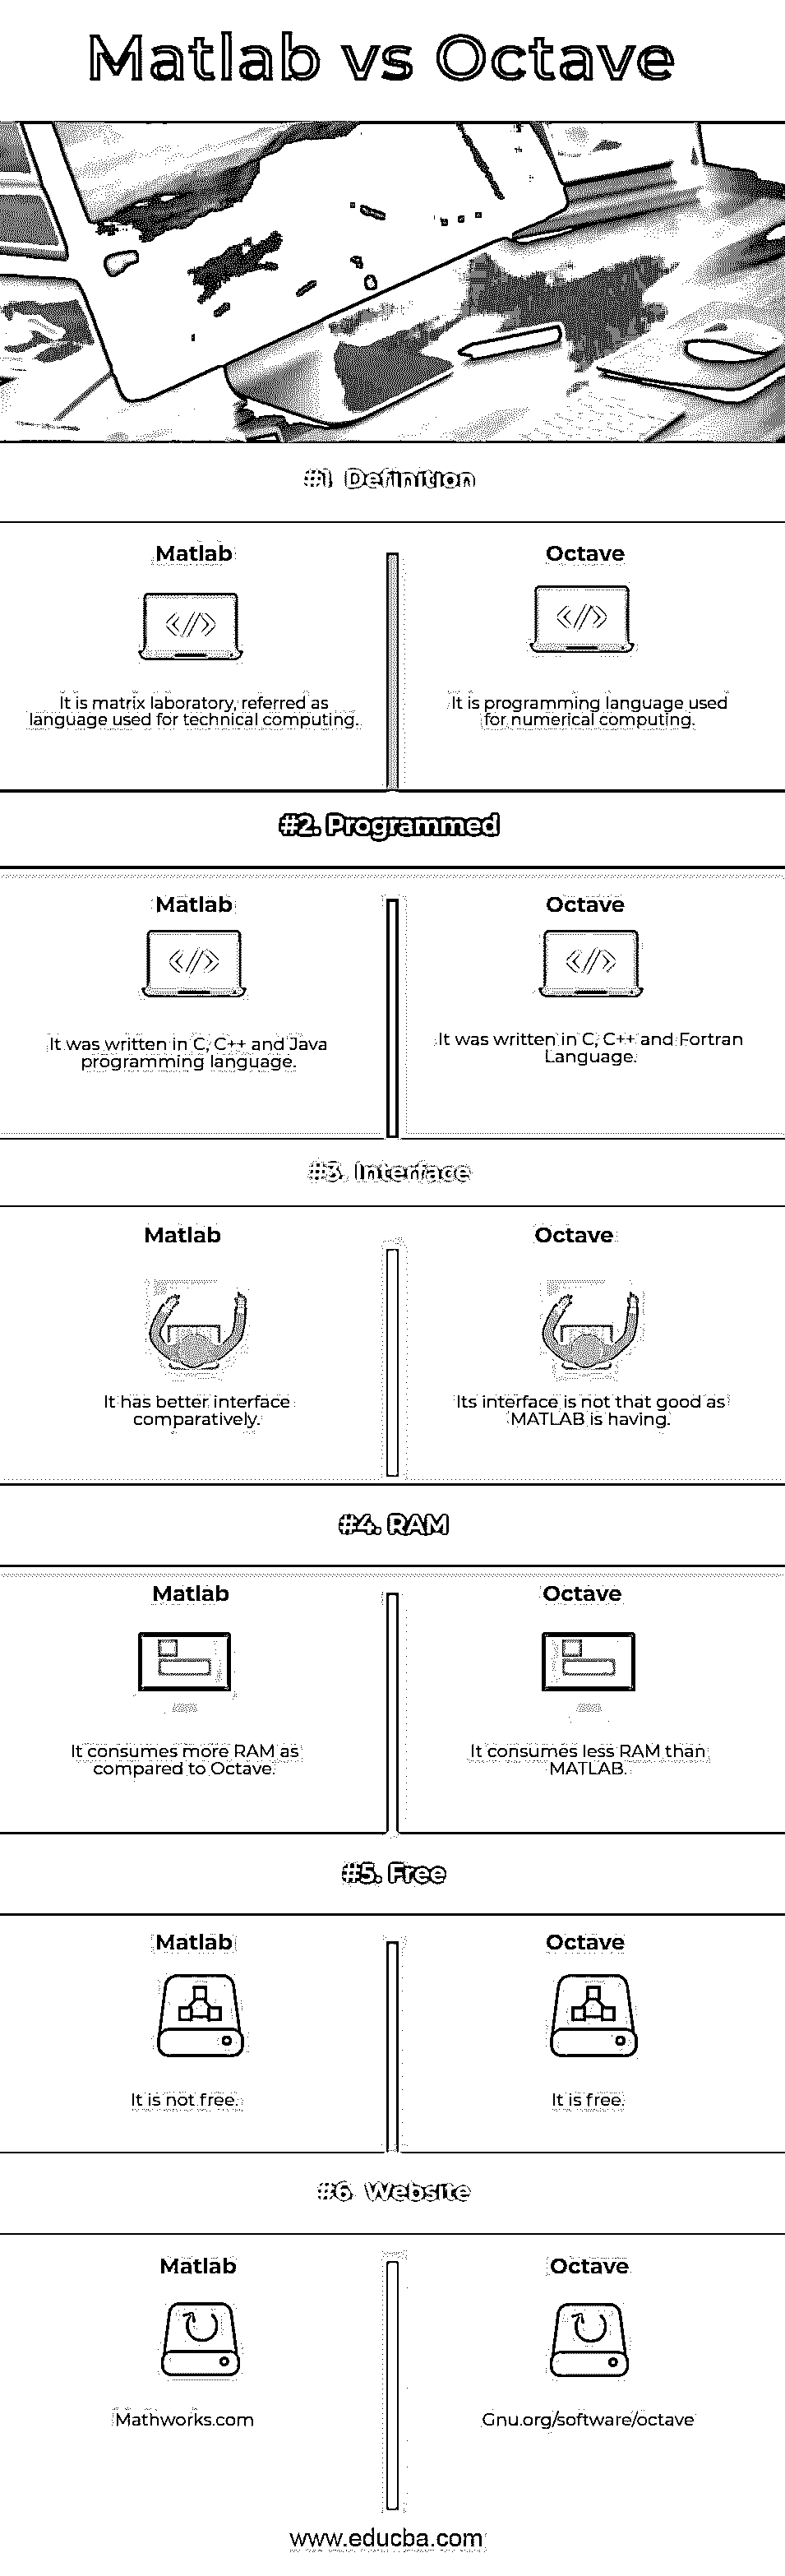 Matlab vs Octave
#1 Definition
Matlab
Octave
It is matrix laboratory, referred as
language used for technical computing.
It is programming language used
for numerical computing.
#2. Programmed
Matlab
Octave
It was written in C, C++ and Java
programming language.
It was written in C, C++ and Fortran
Language.
#3. Interface
Matlab
Octave
It has better interface
comparatively.
Its interface is not that good as
MATLAB is having.
#4. RAM
Matlab
Octave
It consumes more RAM as
compared to Octave.
It consumes less RAM than
MATLAB.
#5. Free
Matlab
Octave
It is not free.
It is free.
#6 Website
Matlab
Octave
Mathworks.com
Gnu.org/software/octave
www.educba.com